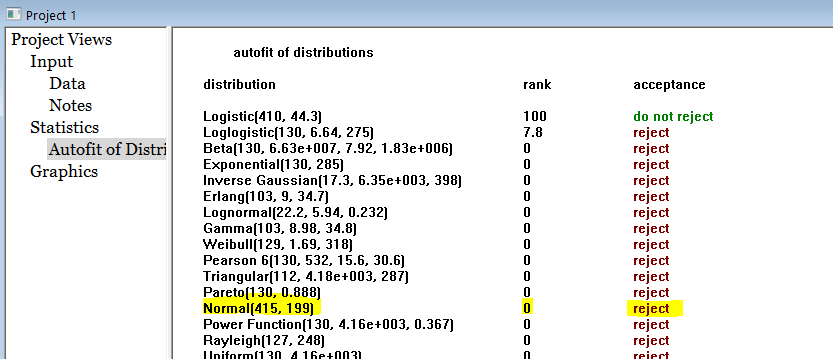 Project 1
Project Views
Input
Data
Notes
Statistics
Autofit of Distri
Graphics
autofit of distributions
distribution rank acceptance
Logistic(410, 44.3) 100 do not reject
Loglogistic(130, 6.64, 275) 7.8 reject
Beta(130, 6.63e+007, 7.92, 1.83e+006) 0 reject
Exponential(130, 285) 0 reject
Inverse Gaussian(17.3, 6.35e+003, 398) 0 reject
Erlang(103, 9, 34.7) 0 reject
Lognormal(22.2, 5.94, 0.232) 0 reject
Gamma(103, 8.98, 34.8) 0 reject
Weibull(129, 1.69, 318) 0 reject
Pearson 6(130, 532, 15.6, 30.6) 0 reject
Triangular(112, 4.18e+003, 287) 0 reject
Pareto(130, 0.888) 0 reject
Normal(415, 199) 0 reject
Power Function(130, 4.16e+003, 0.367) 0 reject
Rayleigh(127, 248) 0 reject
Uniform(130, 4.16e+003) 0 reject